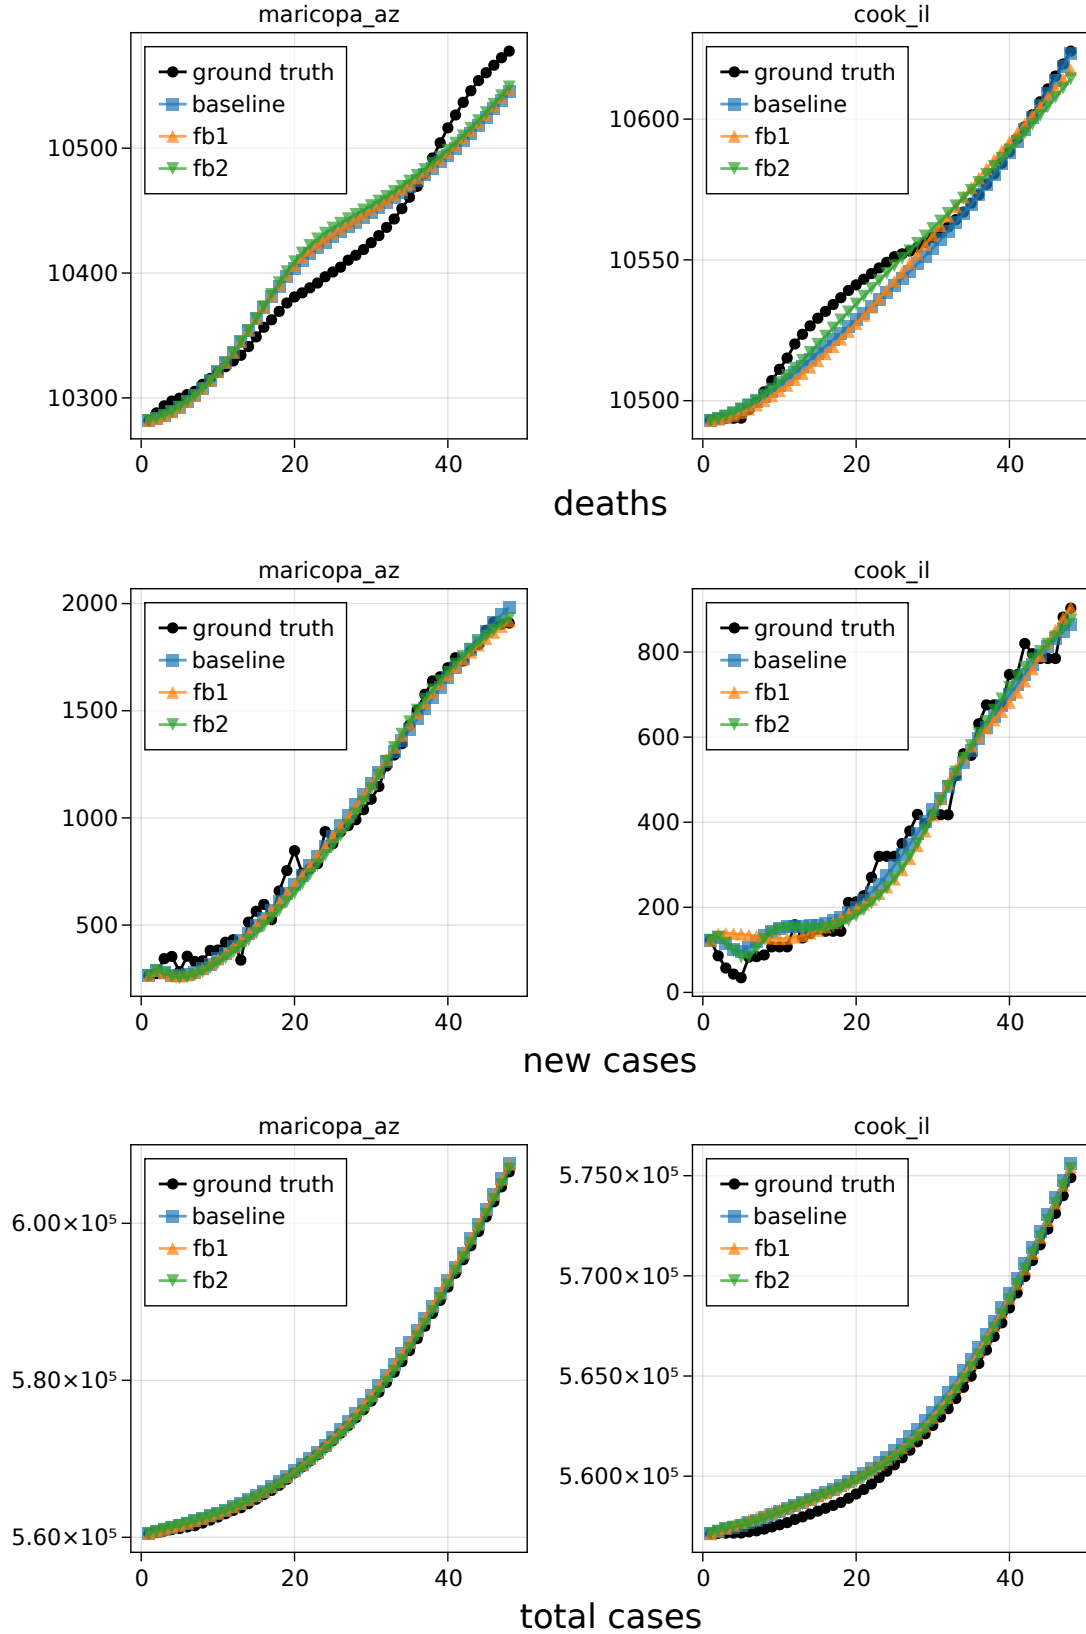 maricopa_az
ground truth
baseline
fb1
fb2
10500
10400
10300
0 20 40
cook_il
ground truth
baseline
fb1
fb2
10600
10550
10500
0 20 40
deaths
maricopa_az
ground truth
baseline
fb1
fb2
2000
1500
1000
500
0 20 40
cook_il
ground truth
baseline
fb1
fb2
800
600
400
200
0
0 20 40
new cases
maricopa_az
ground truth
baseline
fb1
fb2
6.00×10⁵
5.80×10⁵
5.60×10⁵
0 20 40
cook_il
ground truth
baseline
fb1
fb2
5.750×10⁵
5.700×10⁵
5.650×10⁵
5.600×10⁵
0 20 40
total cases